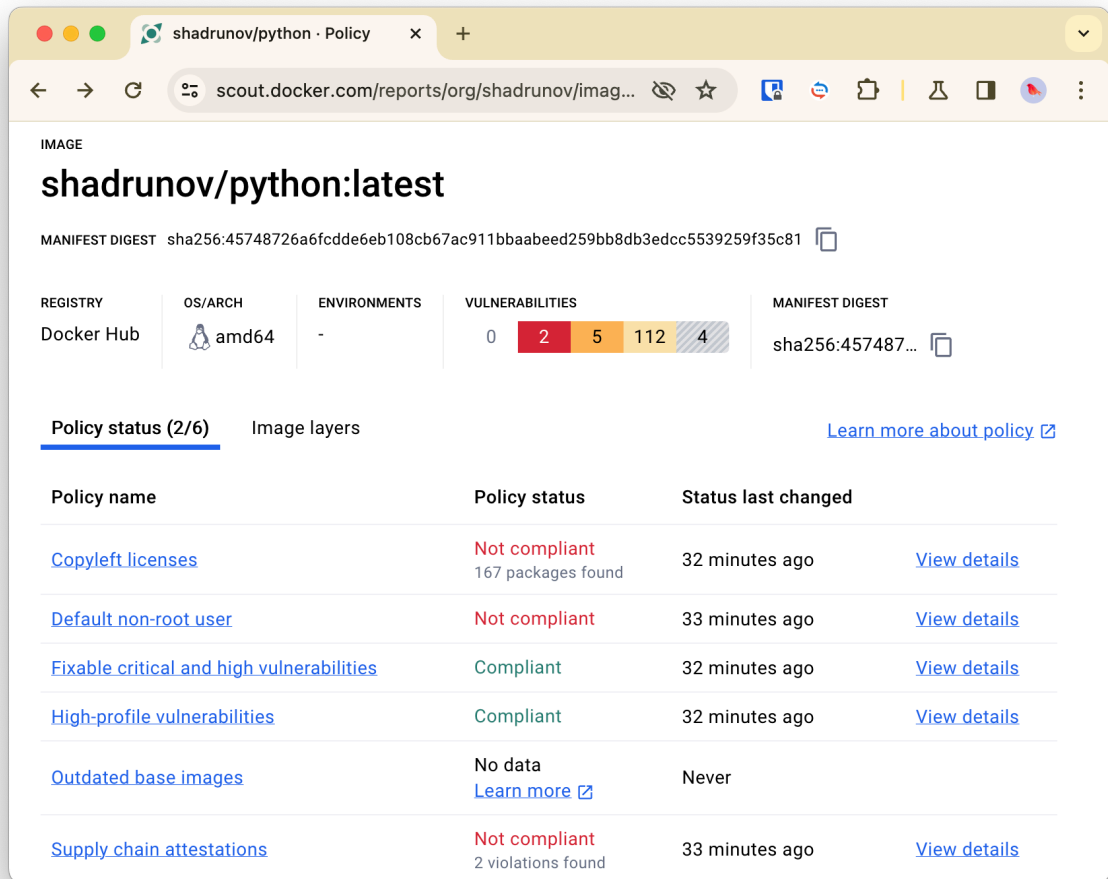 shadrunov/python · Policy
scout.docker.com/reports/org/shadrunov/imag...
IMAGE
shadrunov/python:latest
MANIFEST DIGEST sha256:45748726a6fcdde6eb108cb67ac911bbaabeed259bb8db3edcc5539259f35c81
REGISTRY OS/ARCH ENVIRONMENTS VULNERABILITIES MANIFEST DIGEST
Docker Hub amd64 - 0 2 5 112 4 sha256:457487...
Policy status (2/6) Image layers Learn more about policy
Policy name Policy status Status last changed
Copyleft licenses Not compliant 32 minutes ago View details
167 packages found
Default non-root user Not compliant 33 minutes ago View details
Fixable critical and high vulnerabilities Compliant 32 minutes ago View details
High-profile vulnerabilities Compliant 32 minutes ago View details
Outdated base images No data Never
Learn more
Supply chain attestations Not compliant 33 minutes ago View details
2 violations found